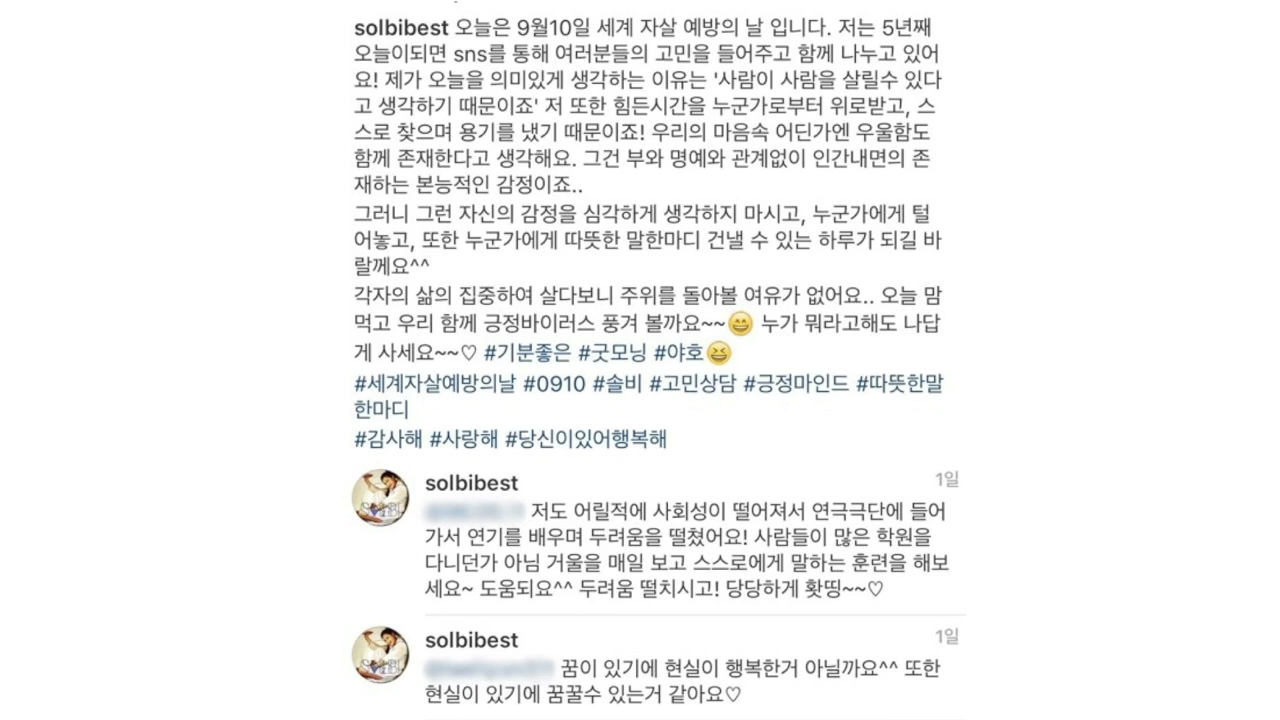 solbibest 오늘은 9월10일 세계 자살 예방의 날 입니다. 저는 5년째
오늘이되면 sns를 통해 여러분들의 고민을 들어주고 함께 나누고 있어
요! 제가 오늘을 의미있게 생각하는 이유는 '사람이 사람을 살릴수 있다
고 생각하기 때문이죠' 저 또한 힘든시간을 누군가로부터 위로받고, 스
스로 찾으며 용기를 냈기 때문이죠! 우리의 마음속 어딘가엔 우울함도
함께 존재한다고 생각해요. 그건 부와 명예와 관계없이 인간내면의 존
재하는 본능적인 감정이죠..
그러니 그런 자신의 감정을 심각하게 생각하지 마시고, 누군가에게 털
어놓고, 또한 누군가에게 따뜻한 말한마디 건낼 수 있는 하루가 되길 바
랄께요^^
각자의 삶의 집중하여 살다보니 주위를 돌아볼 여유가 없어요.. 오늘 맘
먹고 우리 함께 긍정바이러스 풍겨 볼까요~~😄 누가 뭐라고해도 나답
게 사세요~~♡ #기분좋은 #굿모닝 #야호😆
#세계자살예방의날 #0910 #솔비 #고민상담 #긍정마인드 #따뜻한말
한마디
#감사해 #사랑해 #당신이있어행복해
solbibest 1일
저도 어릴적에 사회성이 떨어져서 연극극단에 들어
가서 연기를 배우며 두려움을 떨쳤어요! 사람들이 많은 학원을
다니던가 아님 거울을 매일 보고 스스로에게 말하는 훈련을 해보
세요~ 도움되요^^ 두려움 떨치시고! 당당하게 홧띵~~♡
solbibest 1일
꿈이 있기에 현실이 행복한거 아닐까요^^ 또한
현실이 있기에 꿈꿀수 있는거 같아요♡